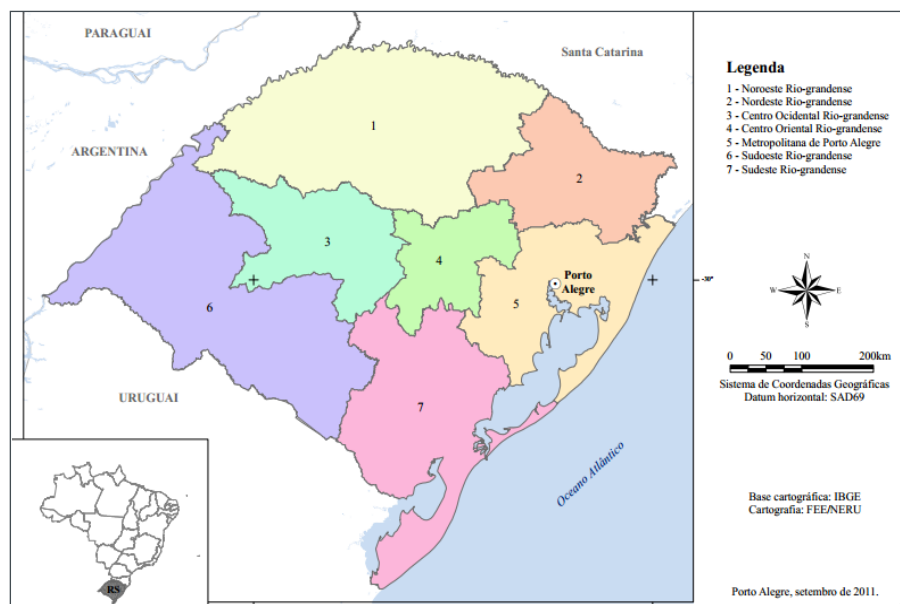 PARAGUAI
Santa Catarina
ARGENTINA
URUGUAI
1
2
3
4
5
6
7
Porto
Alegre
Oceano Atlântico
-30°
RS
Legenda
1 - Noroeste Rio-grandense
2 - Nordeste Rio-grandense
3 - Centro Ocidental Rio-grandense
4 - Centro Oriental Rio-grandense
5 - Metropolitana de Porto Alegre
6 - Sudoeste Rio-grandense
7 - Sudeste Rio-grandense
N
W E
S
0 50 100 200km
Sistema de Coordenadas Geográficas
Datum horizontal: SAD69
Base cartográfica: IBGE
Cartografia: FEE/NERU
Porto Alegre, setembro de 2011.